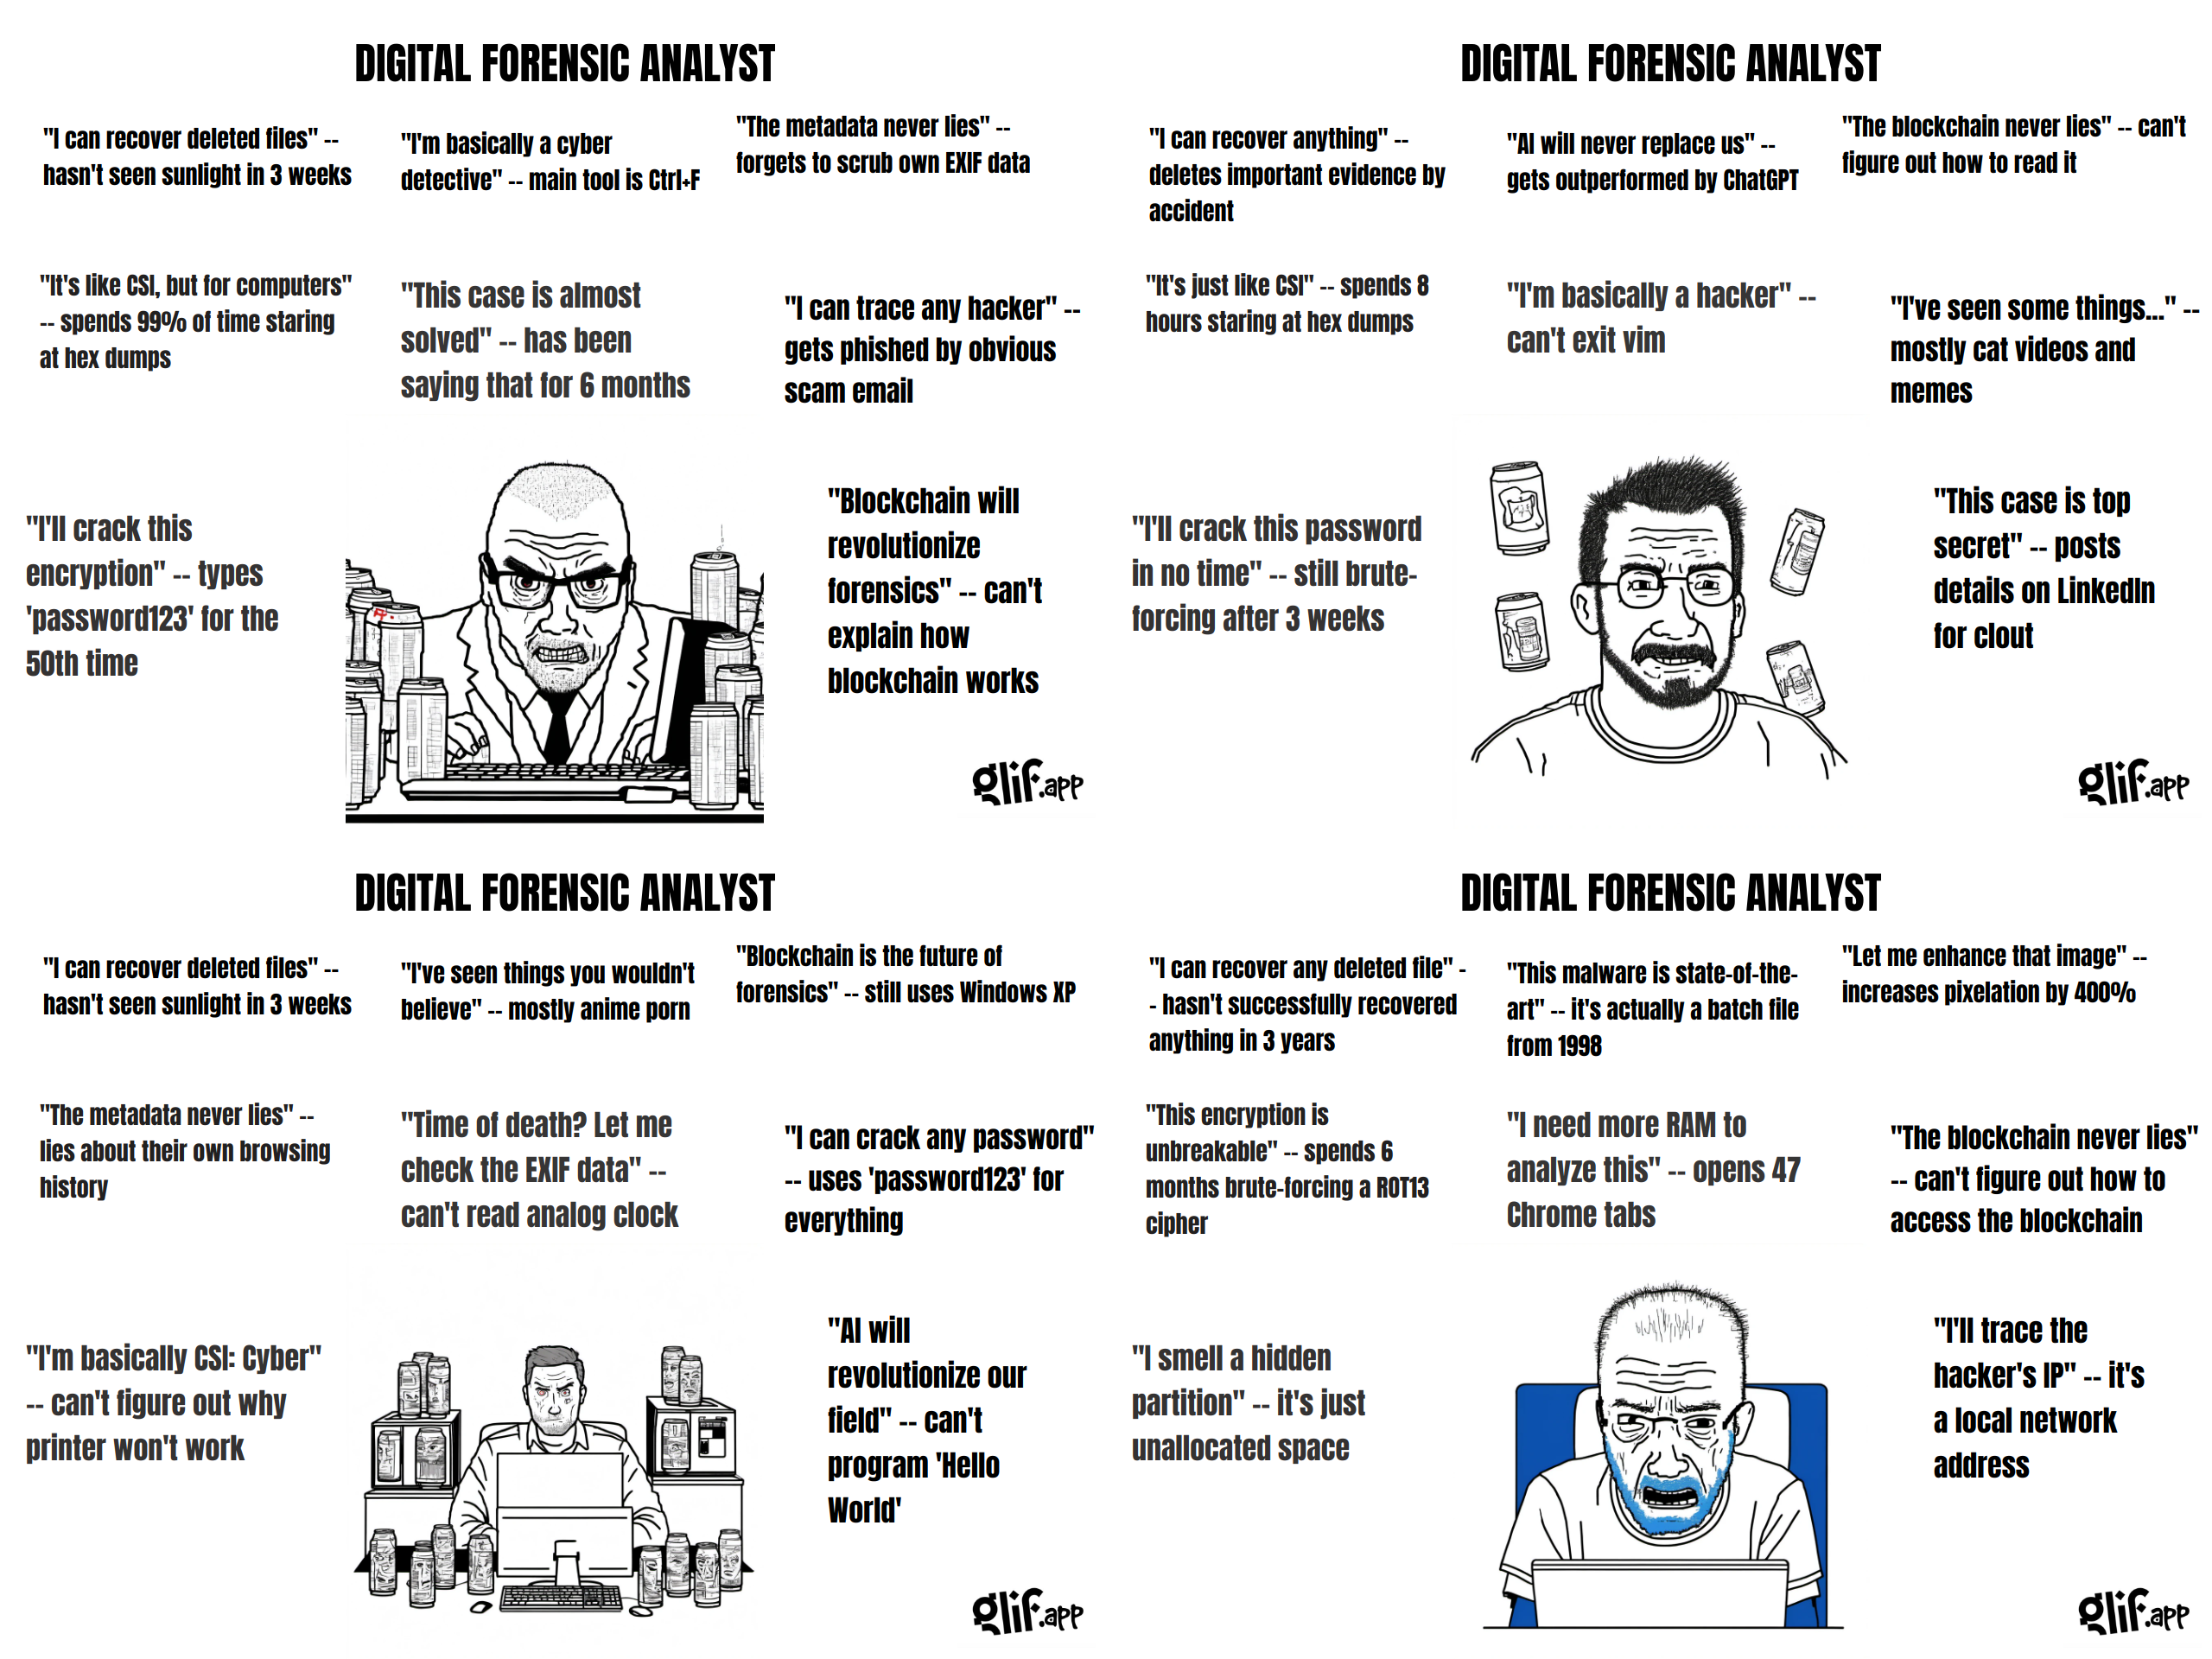 DIGITAL FORENSIC ANALYST
"I can recover deleted files" --
hasn't seen sunlight in 3 weeks
"I'm basically a cyber
detective" -- main tool is Ctrl+F
"The metadata never lies" --
forgets to scrub own EXIF data
"It's like CSI, but for computers"
-- spends 99% of time staring
at hex dumps
"This case is almost
solved" -- has been
saying that for 6 months
"I can trace any hacker" --
gets phished by obvious
scam email
"I'll crack this
encryption" -- types
'password123' for the
50th time
"Blockchain will
revolutionize
forensics" -- can't
explain how
blockchain works
glif.app
DIGITAL FORENSIC ANALYST
"I can recover anything" --
deletes important evidence by
accident
"AI will never replace us" --
gets outperformed by ChatGPT
"The blockchain never lies" -- can't
figure out how to read it
"It's just like CSI" -- spends 8
hours staring at hex dumps
"I'm basically a hacker" --
can't exit vim
"I've seen some things..." --
mostly cat videos and
memes
"I'll crack this password
in no time" -- still brute-
forcing after 3 weeks
"This case is top
secret" -- posts
details on LinkedIn
for clout
glif.app
DIGITAL FORENSIC ANALYST
"I can recover deleted files" --
hasn't seen sunlight in 3 weeks
"I've seen things you wouldn't
believe" -- mostly anime porn
"Blockchain is the future of
forensics" -- still uses Windows XP
"The metadata never lies" --
lies about their own browsing
history
"Time of death? Let me
check the EXIF data" --
can't read analog clock
"I can crack any password"
-- uses 'password123' for
everything
"I'm basically CSI: Cyber"
-- can't figure out why
printer won't work
"AI will
revolutionize our
field" -- can't
program 'Hello
World'
glif.app
DIGITAL FORENSIC ANALYST
"I can recover any deleted file" -
- hasn't successfully recovered
anything in 3 years
"This malware is state-of-the-
art" -- it's actually a batch file
from 1998
"Let me enhance that image" --
increases pixelation by 400%
"This encryption is
unbreakable" -- spends 6
months brute-forcing a ROT13
cipher
"I need more RAM to
analyze this" -- opens 47
Chrome tabs
"The blockchain never lies"
-- can't figure out how to
access the blockchain
"I smell a hidden
partition" -- it's just
unallocated space
"I'll trace the
hacker's IP" -- it's
a local network
address
glif.app